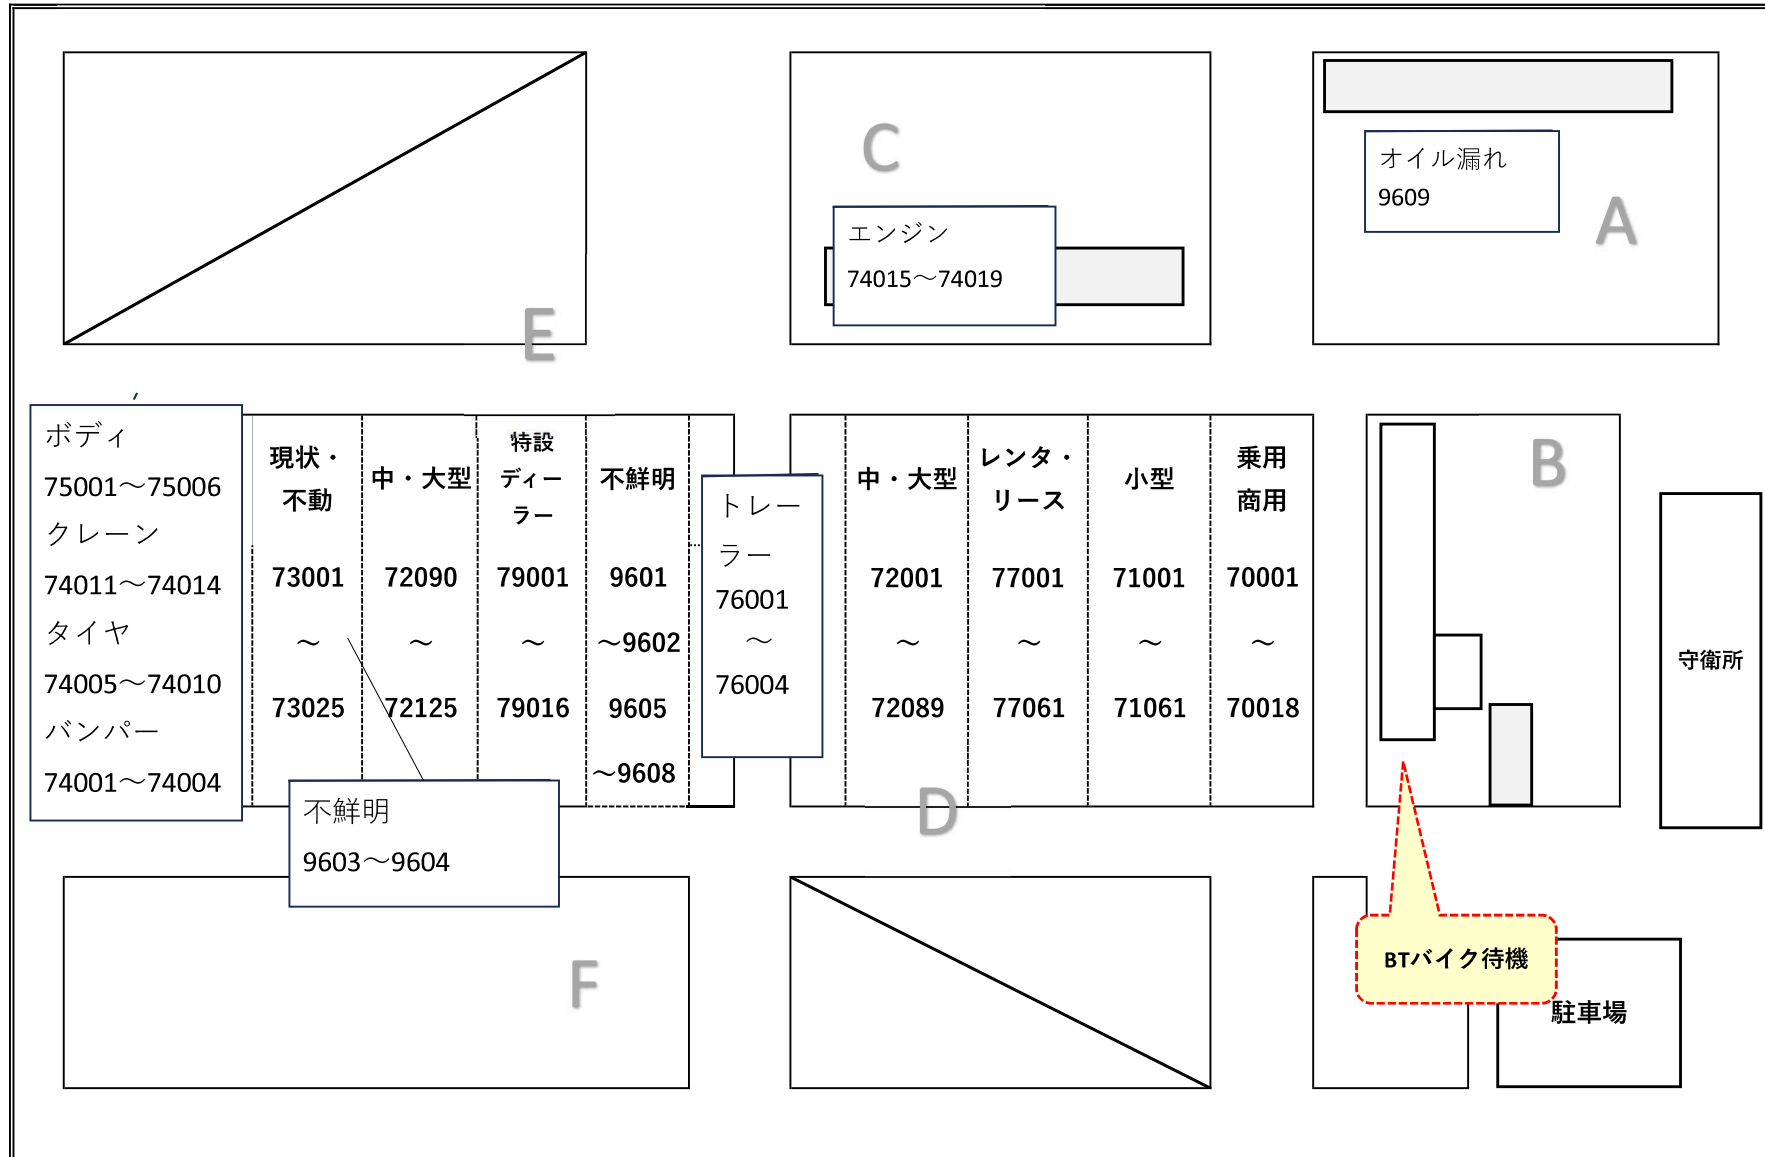 C
エンジン
74015～74019
オイル漏れ
9609
A
E
ボディ
75001～75006
クレーン
74011～74014
タイヤ
74005～74010
バンパー
74001～74004
現状・
不動
73001
～
73025
中・大型
72090
～
72125
特設
ディー
ラー
79001
～
79016
不鮮明
9601
～9602
9605
～9608
トレー
ラー
76001
～
76004
中・大型
72001
～
72089
レンタ・
リース
77001
～
77061
小型
71001
～
71061
乗用
商用
70001
～
70018
B
守衛所
D
不鮮明
9603～9604
F
BTバイク待機
駐車場